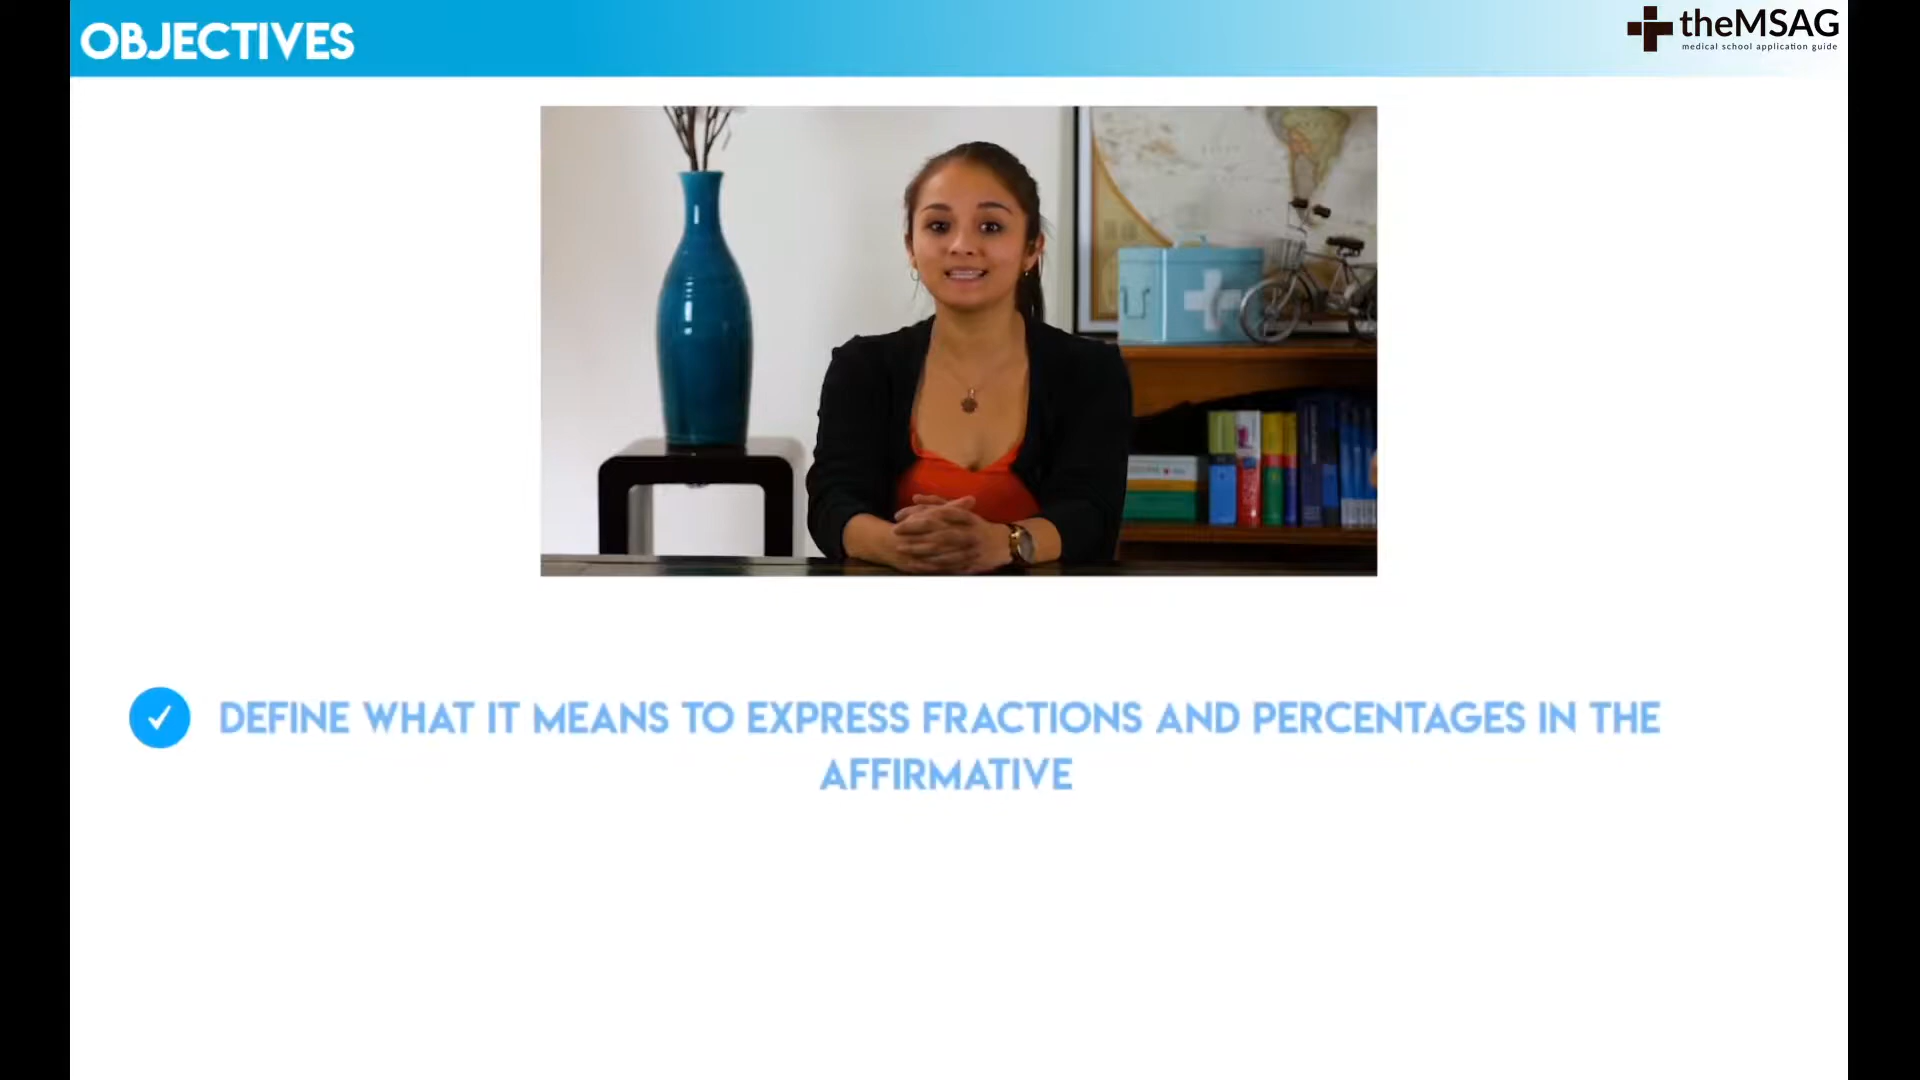 OBJECTIVES
theMSAG
medical school application guide
DEFINE WHAT IT MEANS TO EXPRESS FRACTIONS AND PERCENTAGES IN THE
AFFIRMATIVE